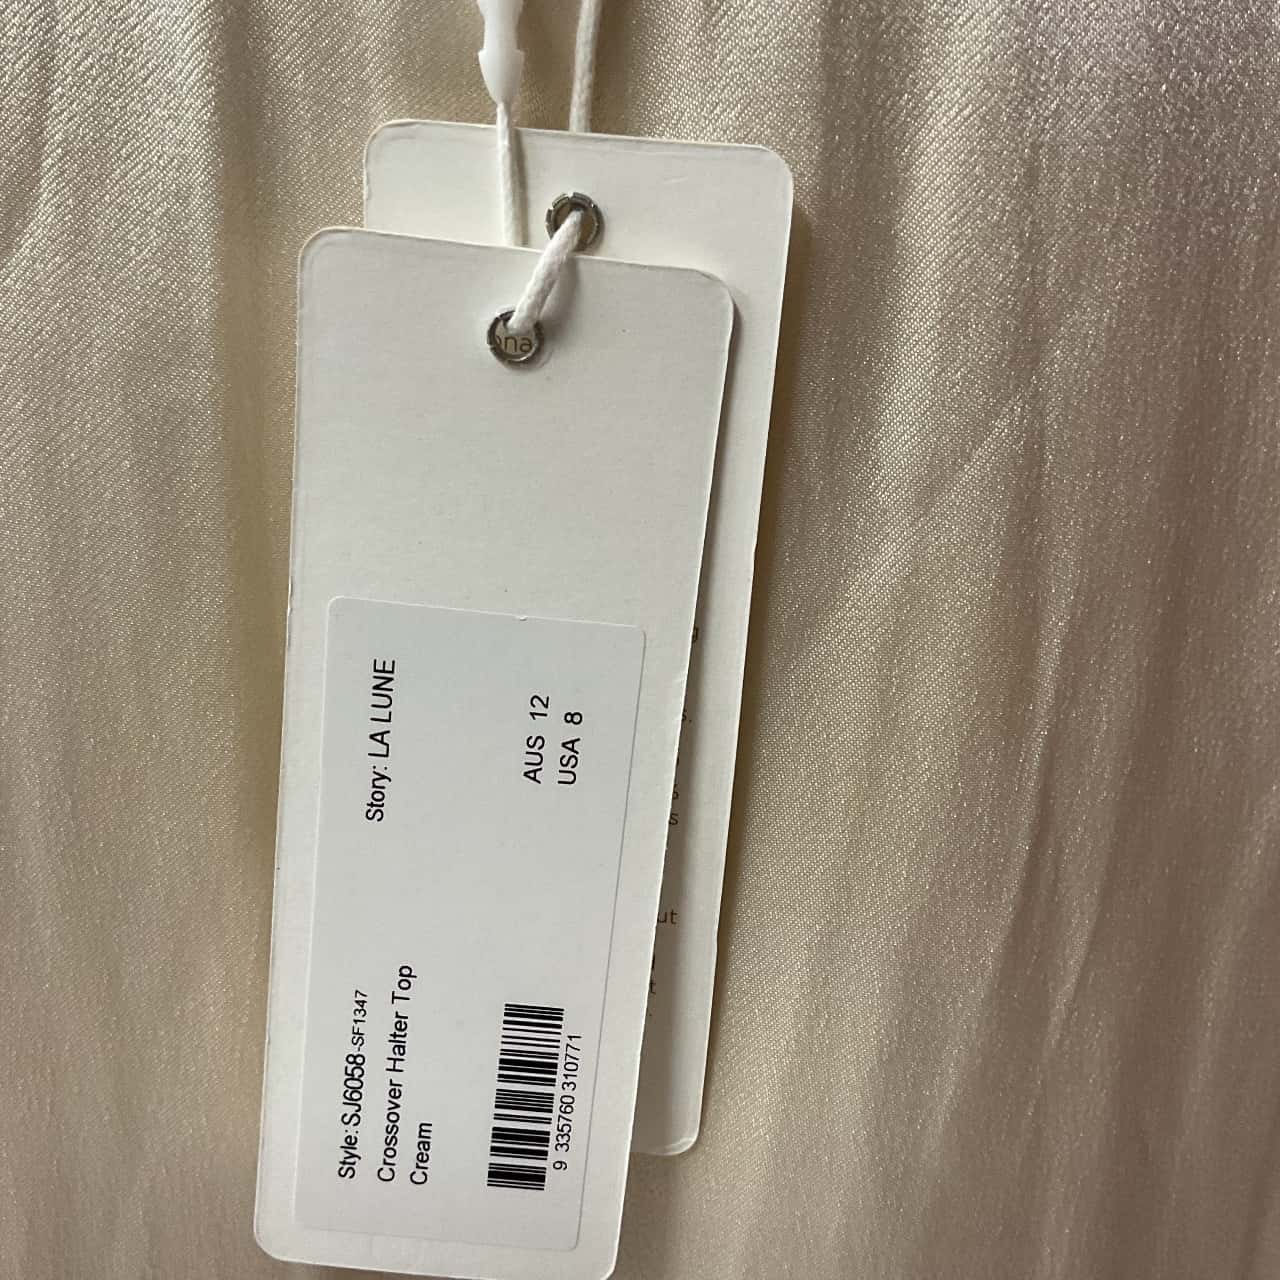 Style: SJ6058-SF1347
Crossover Halter Top
Cream
Story: LA LUNE
AUS 12
USA 8
9 335760 310771